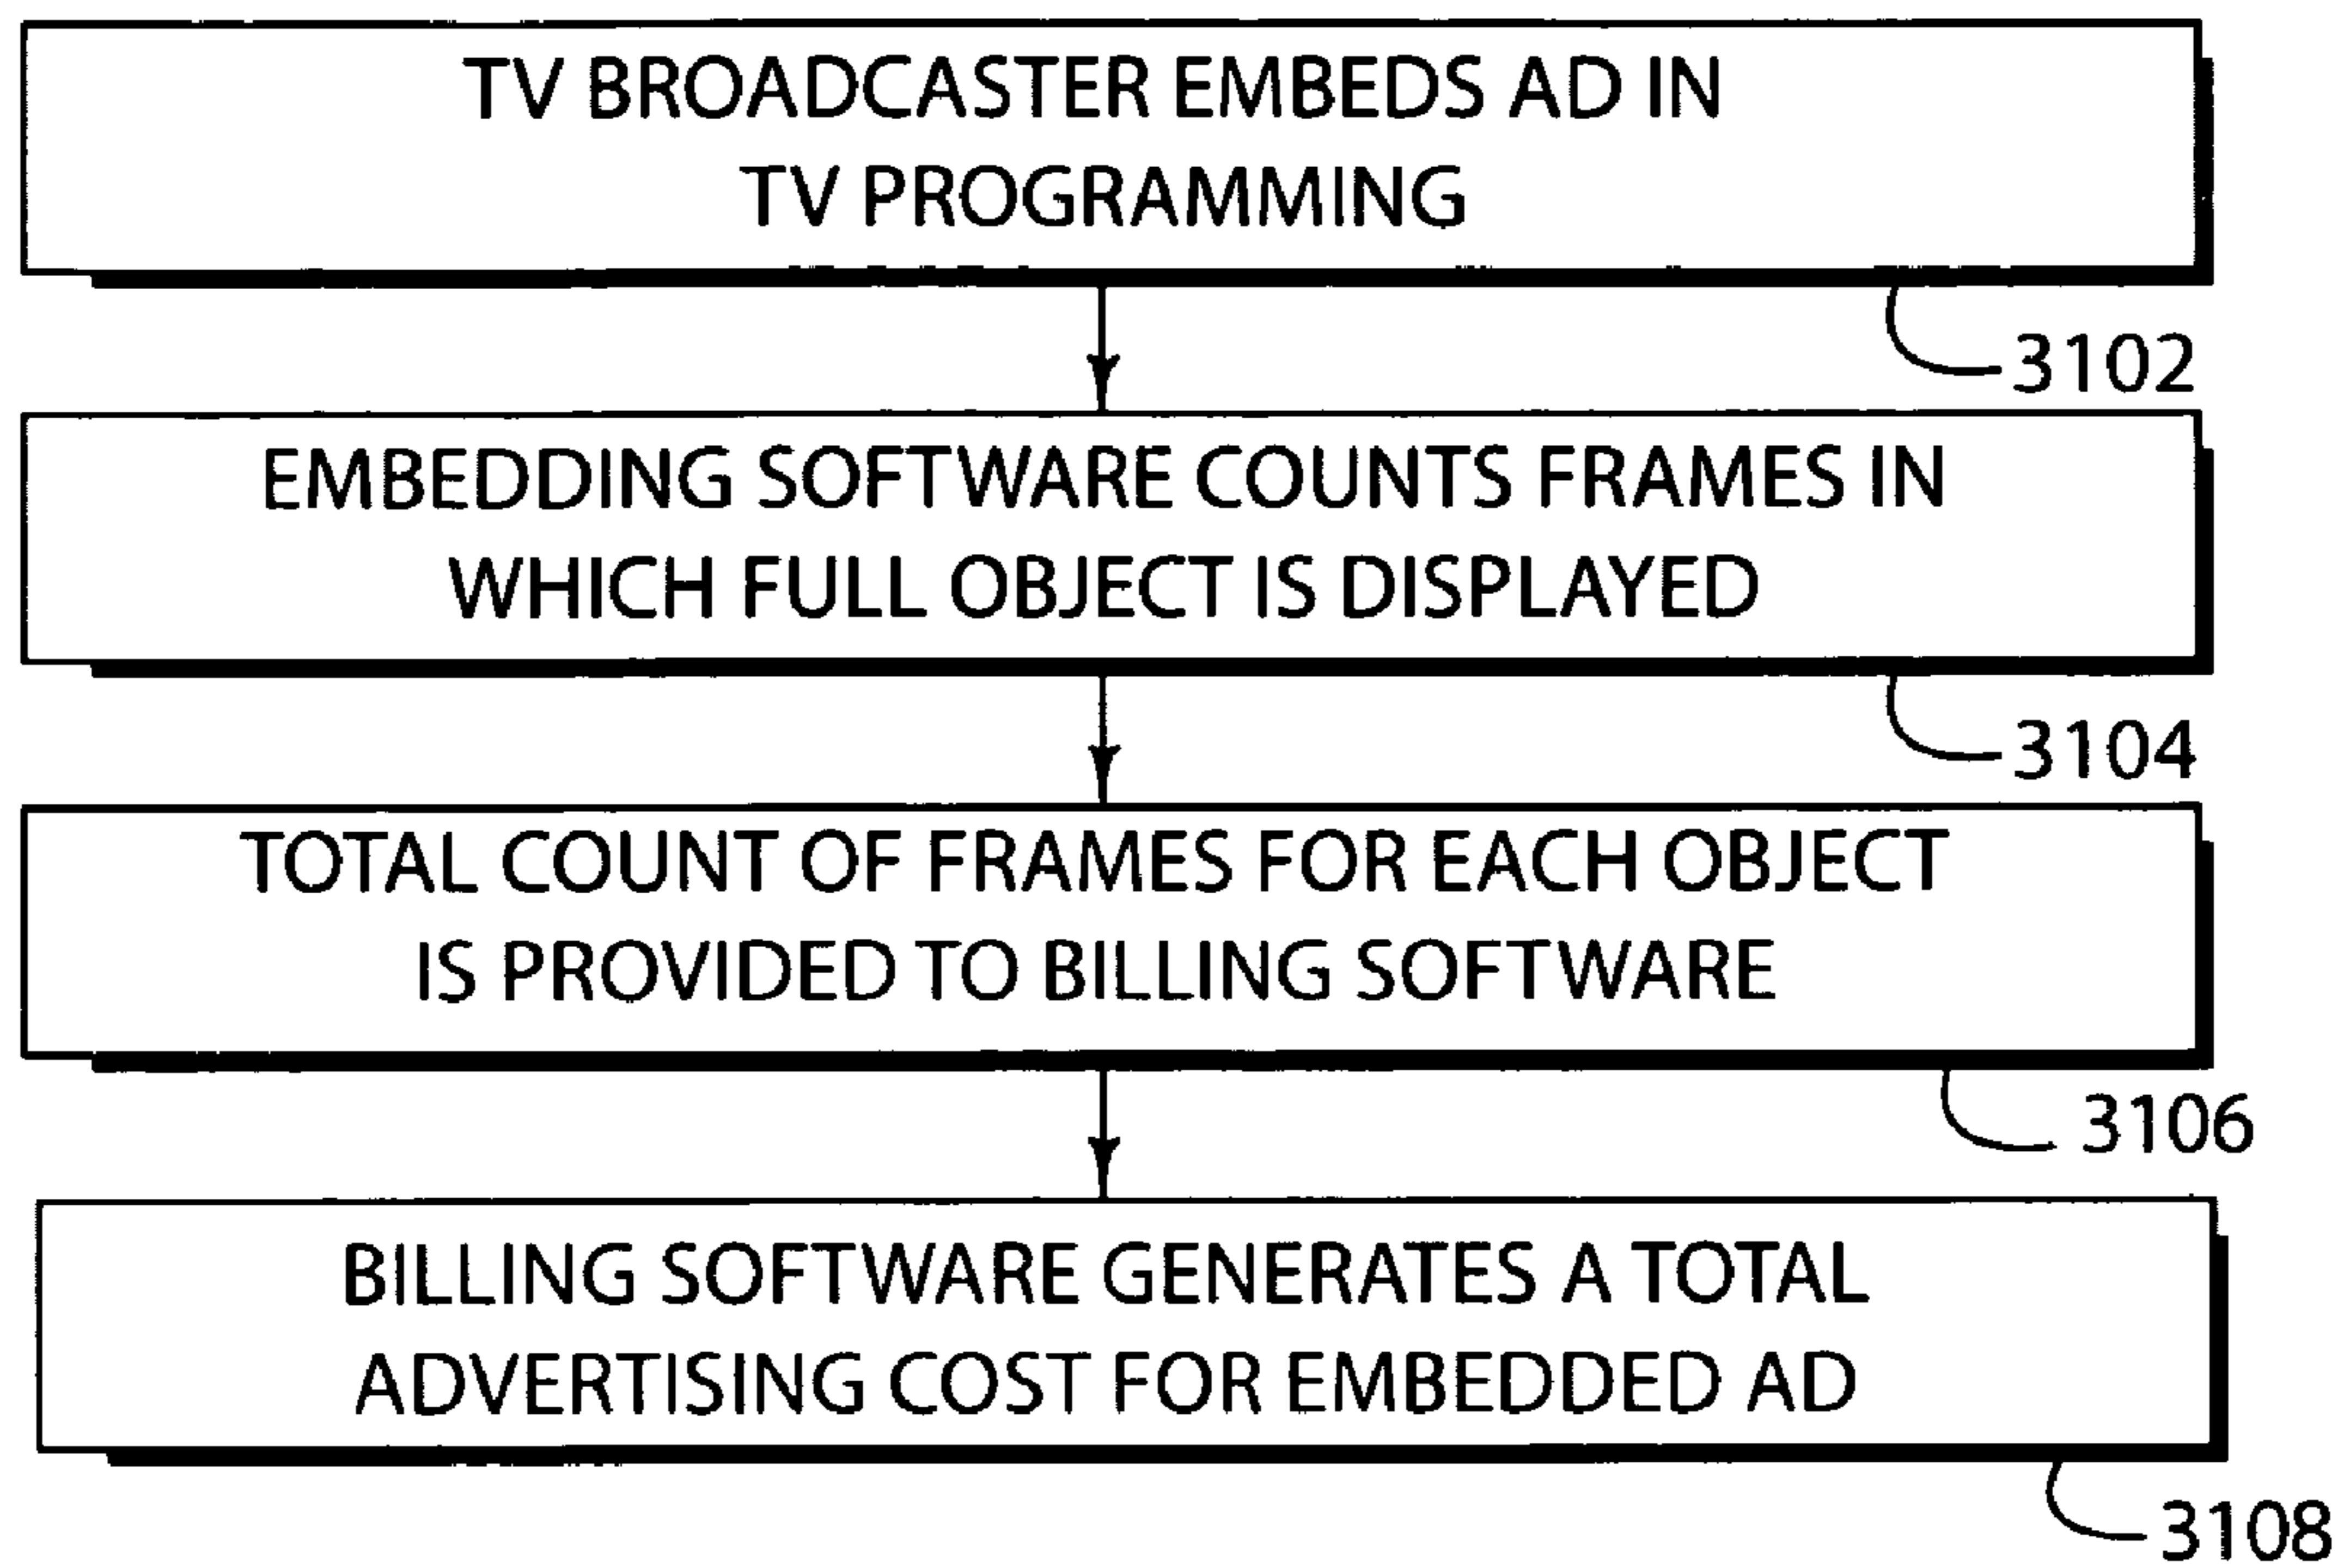 TV BROADCASTER EMBEDS AD IN
TV PROGRAMMING
3102
EMBEDDING SOFTWARE COUNTS FRAMES IN
WHICH FULL OBJECT IS DISPLAYED
3104
TOTAL COUNT OF FRAMES FOR EACH OBJECT
IS PROVIDED TO BILLING SOFTWARE
3106
BILLING SOFTWARE GENERATES A TOTAL
ADVERTISING COST FOR EMBEDDED AD
3108